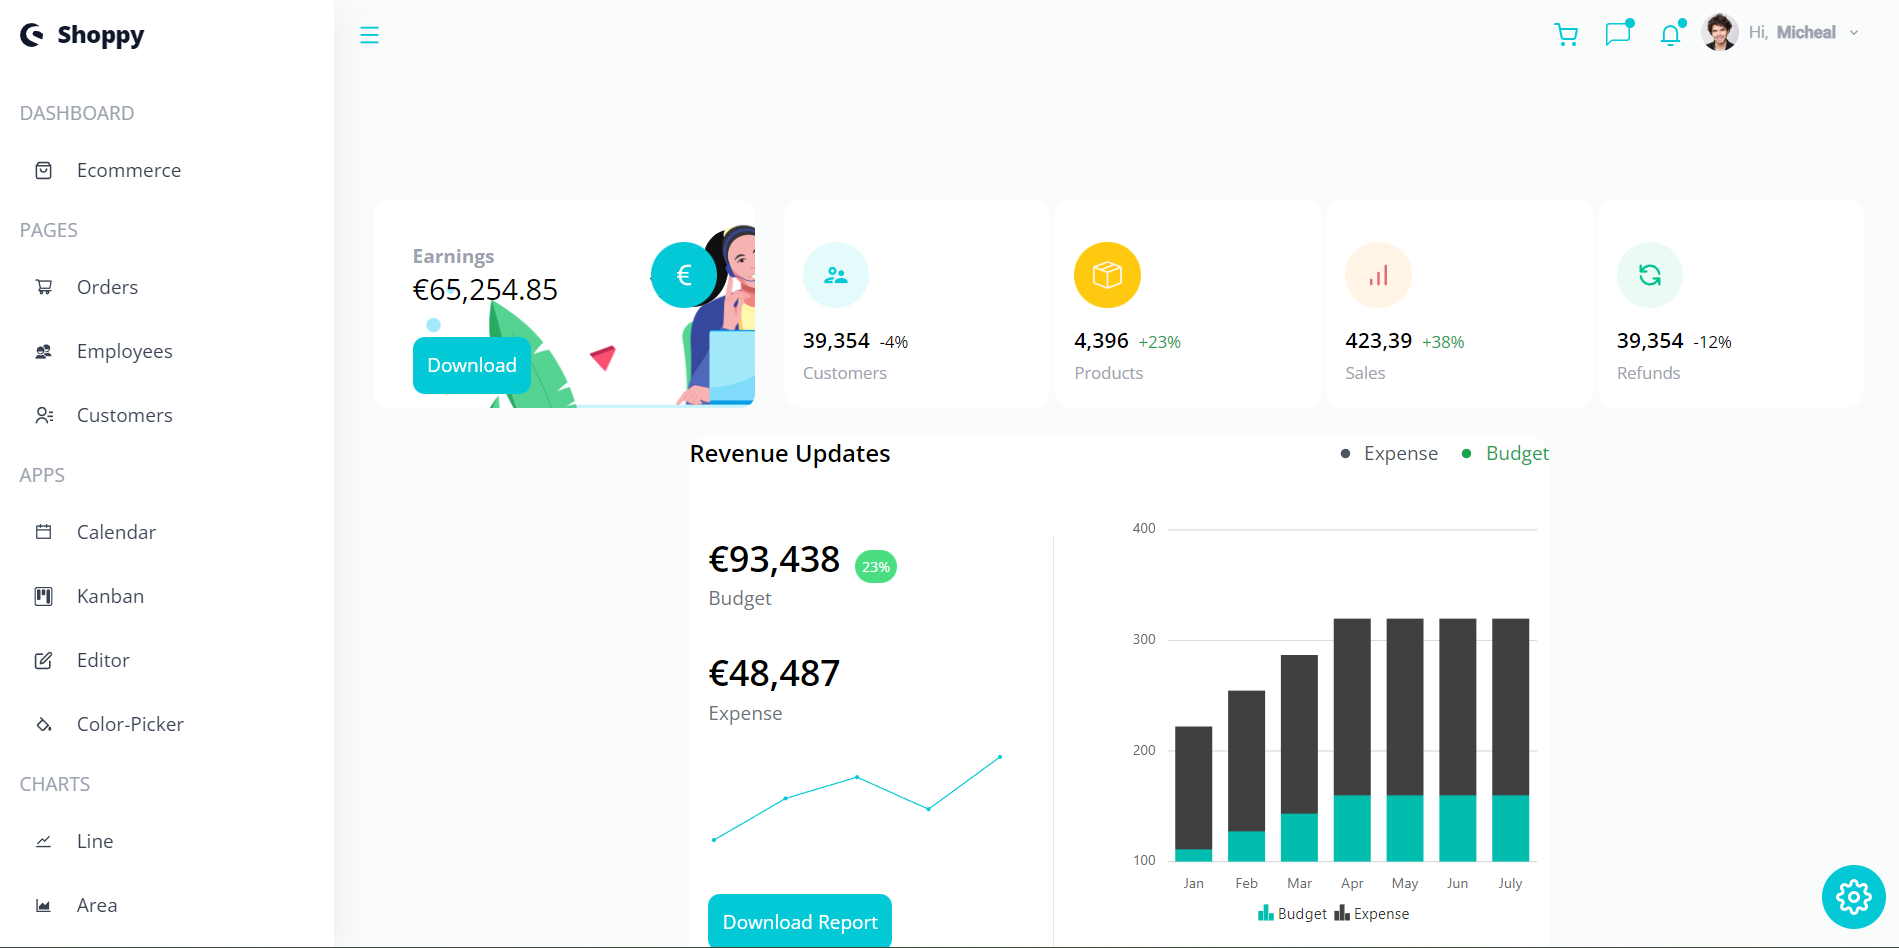 Shoppy
Hi, Micheal
DASHBOARD
Ecommerce
PAGES
Orders
Employees
Customers
APPS
Calendar
Kanban
Editor
Color-Picker
CHARTS
Line
Area
Earnings
€65,254.85
€
Download
39,354 -4%
Customers
4,396 +23%
Products
423,39 +38%
Sales
39,354 -12%
Refunds
Revenue Updates
Expense
Budget
€93,438 23%
Budget
€48,487
Expense
Download Report
400
300
200
100
Jan Feb Mar Apr May Jun July
Budget Expense